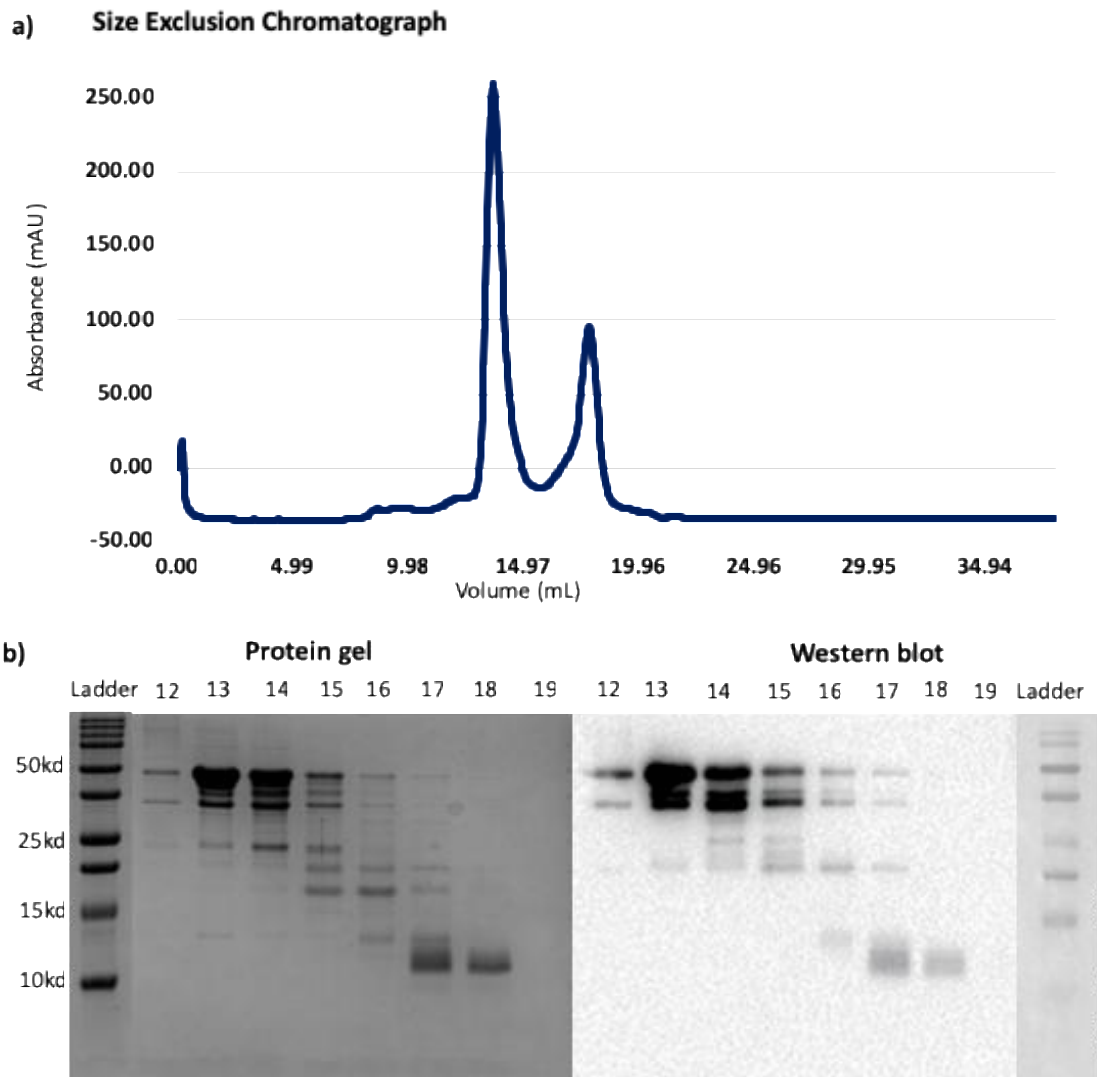 a) Size Exclusion Chromatograph
250.00
200.00
150.00
100.00
50.00
0.00
-50.00
Absorbance (mAU)
0.00 4.99 9.98 14.97 19.96 24.96 29.95 34.94
Volume (mL)
b) Protein gel Western blot
Ladder 12 13 14 15 16 17 18 19 12 13 14 15 16 17 18 19 Ladder
50kd
25kd
15kd
10kd